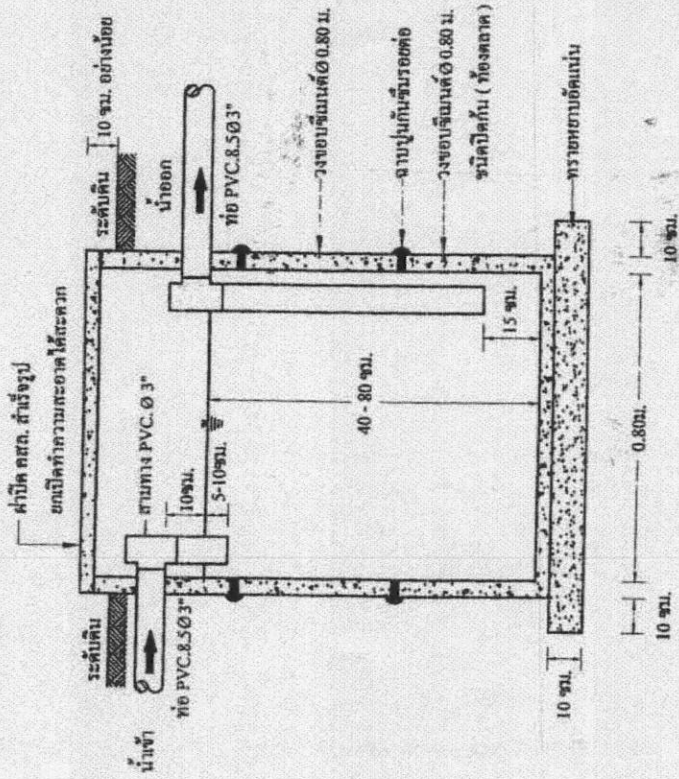 ฝาปิด คสล. สำเร็จรูป
ยกเปิดทำความสะอาดได้สะดวก
ระดับดิน
ระดับดิน
10 ซม. อย่างน้อย
สามทาง PVC. Ø 3"
น้ำเข้า
น้ำออก
ท่อ PVC.8.5Ø3"
ท่อ PVC.8.5Ø3"
10ซม.
5-10ซม.
40 - 80 ซม.
15 ซม.
วงขอบซีเมนต์Ø 0.80 ม.
ฉาบปูนกันซึมรอยต่อ
วงขอบซีเมนต์Ø 0.80 ม.
ชนิดปิดก้น ( ท้องตลาด )
ทรายหยาบอัดแน่น
10 ซม.
10 ซม.
0.80ม.
10 ซม.